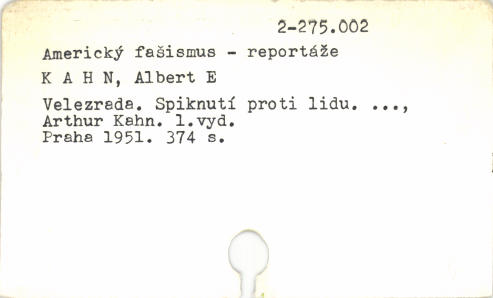 2-275.002
Americký fašismus - reportáže
K A H N, Albert E
Velezrada. Spiknutí proti lidu. ...,
Arthur Kahn. 1.vyd.
Praha 1951. 374 s.